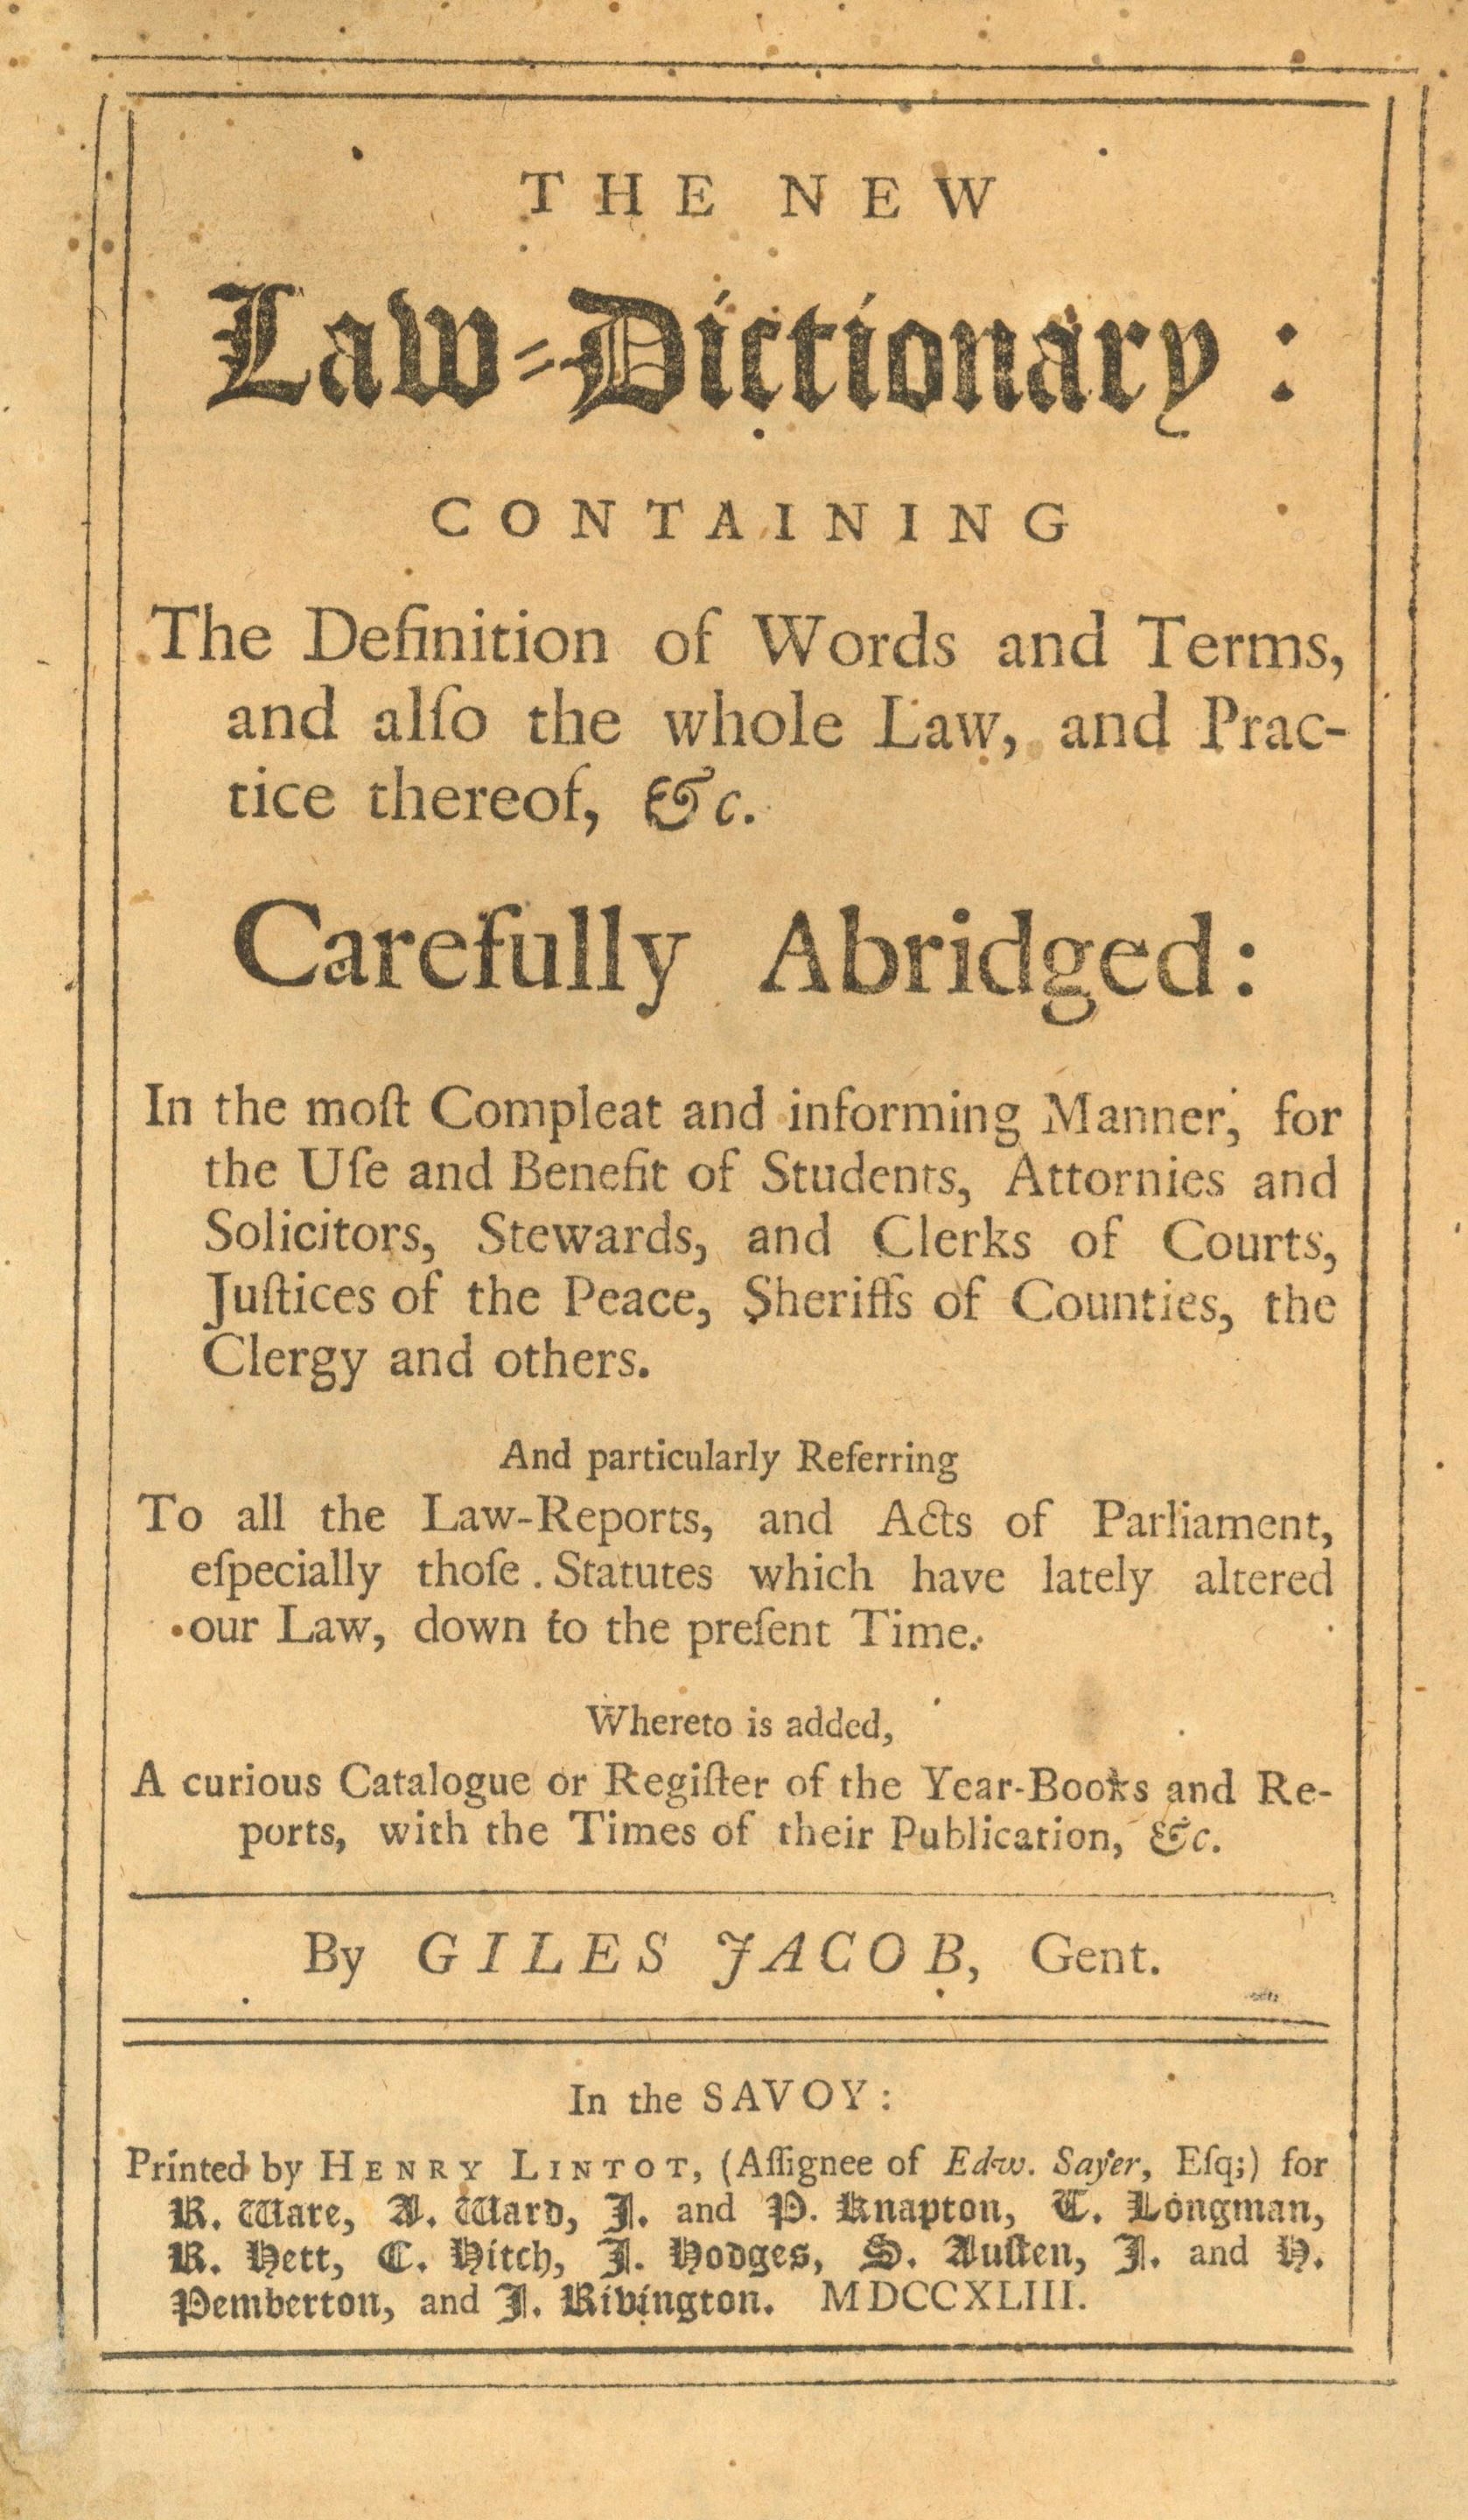 THE NEW
Law-Dictionary:
CONTAINING
The Definition of Words and Terms,
and alſo the whole Law, and Prac-
tice thereof, &c.
Carefully Abridged:
In the moſt Compleat and informing Manner, for
the Uſe and Benefit of Students, Attornies and
Solicitors, Stewards, and Clerks of Courts,
Juſtices of the Peace, Sheriffs of Counties, the
Clergy and others.
And particularly Referring
To all the Law-Reports, and Acts of Parliament,
eſpecially thoſe Statutes which have lately altered
our Law, down to the preſent Time.
Whereto is added,
A curious Catalogue or Regiſter of the Year-Books and Re-
ports, with the Times of their Publication, &c.
By GILES JACOB, Gent.
In the SAVOY:
Printed by HENRY LINTOT, (Aſſignee of Edw. Sayer, Eſq;) for
R. Ware, A. Ward, J. and P. Knapton, T. Longman,
R. Hett, C. Hitch, J. Hodges, S. Auſten, J. and H.
Pemberton, and J. Rivington. MDCCXLIII.